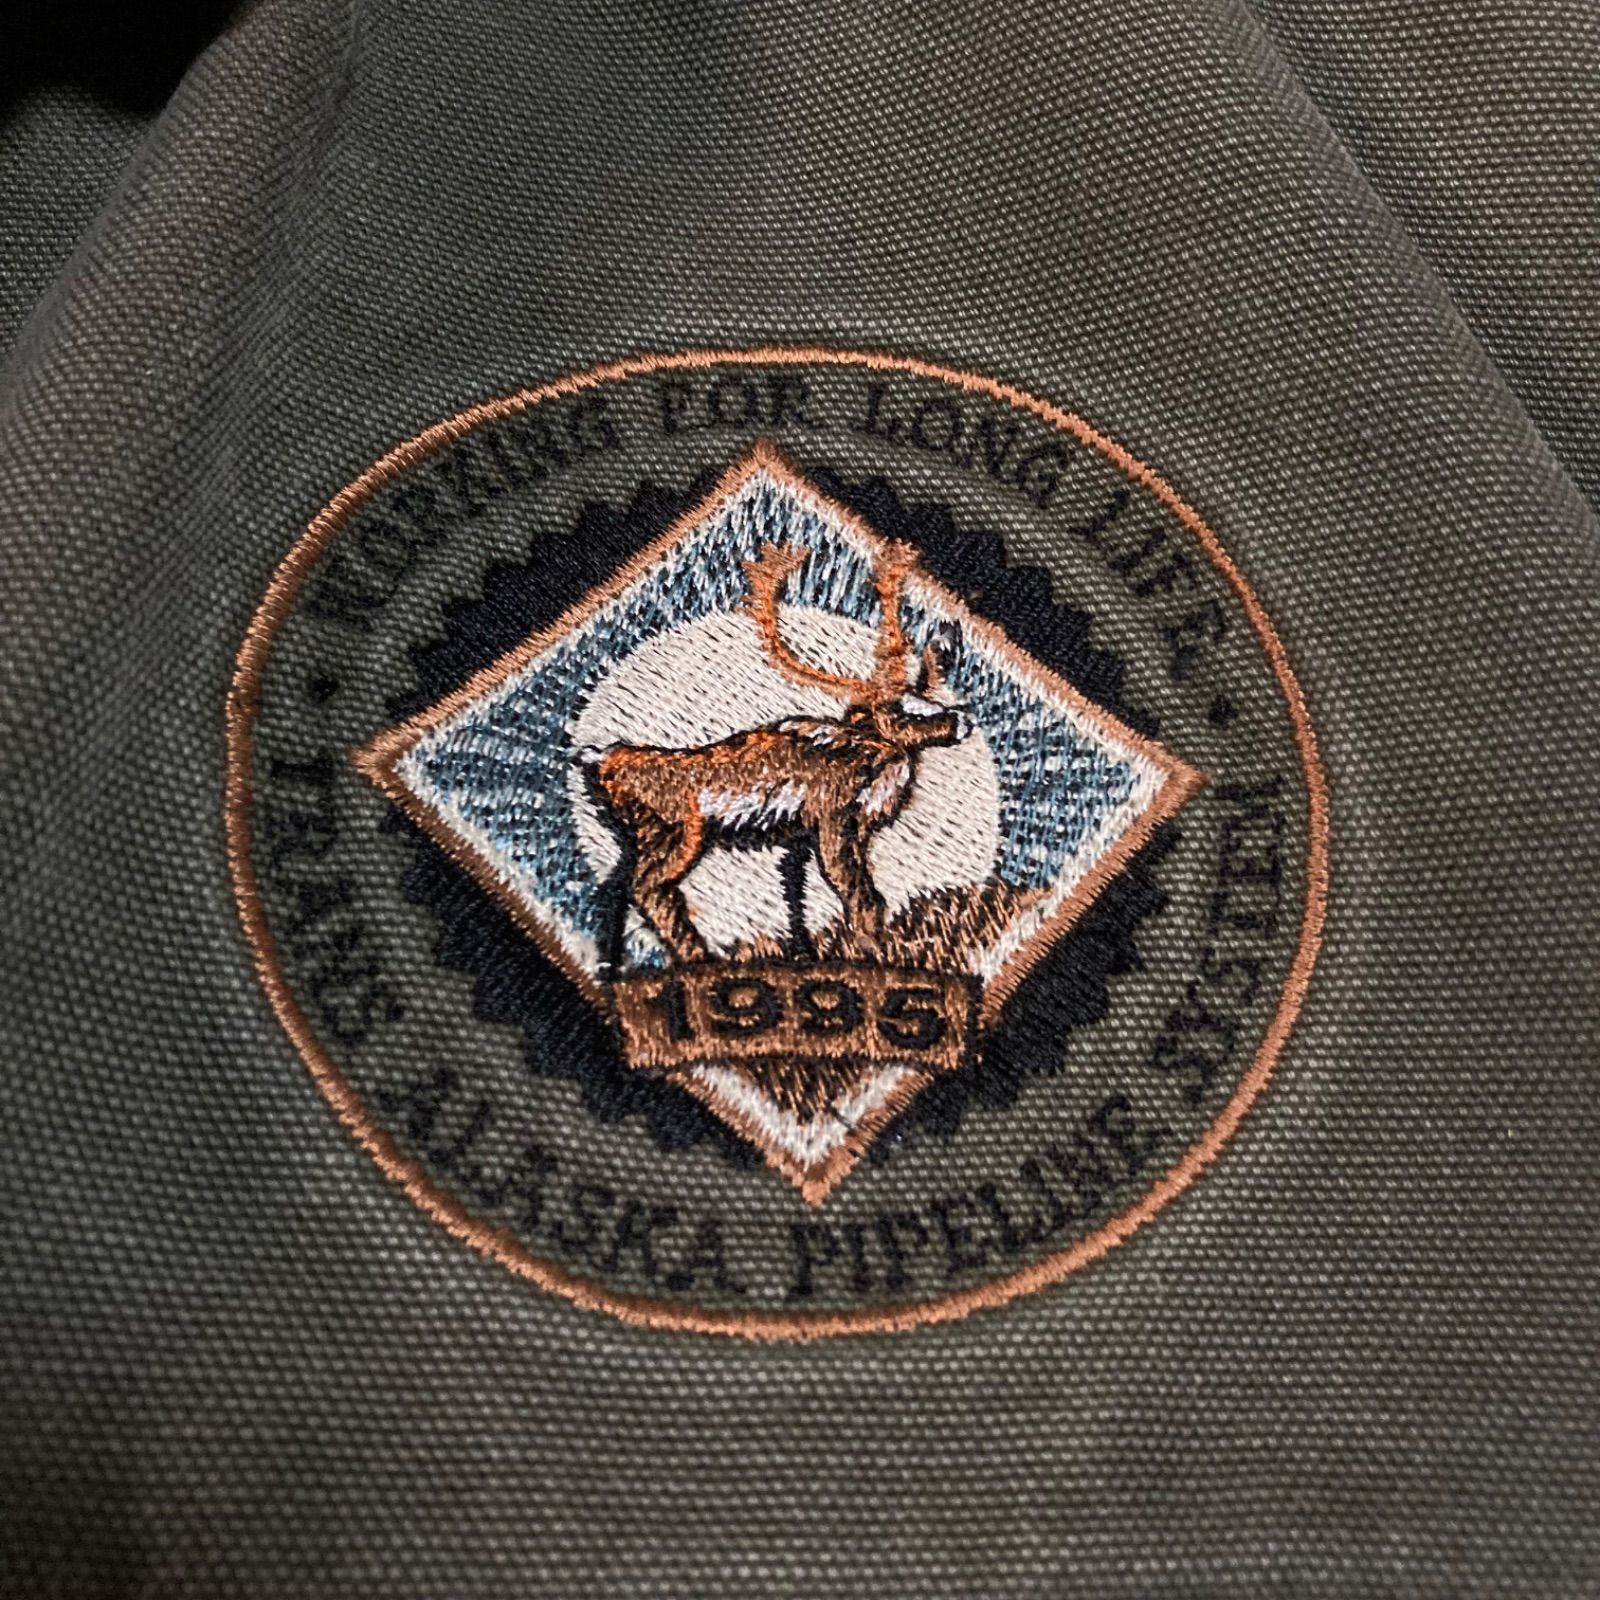 WORKING FOR LONG LIFE
1995
• TRANS ALASKA PIPELINE SYSTEM •